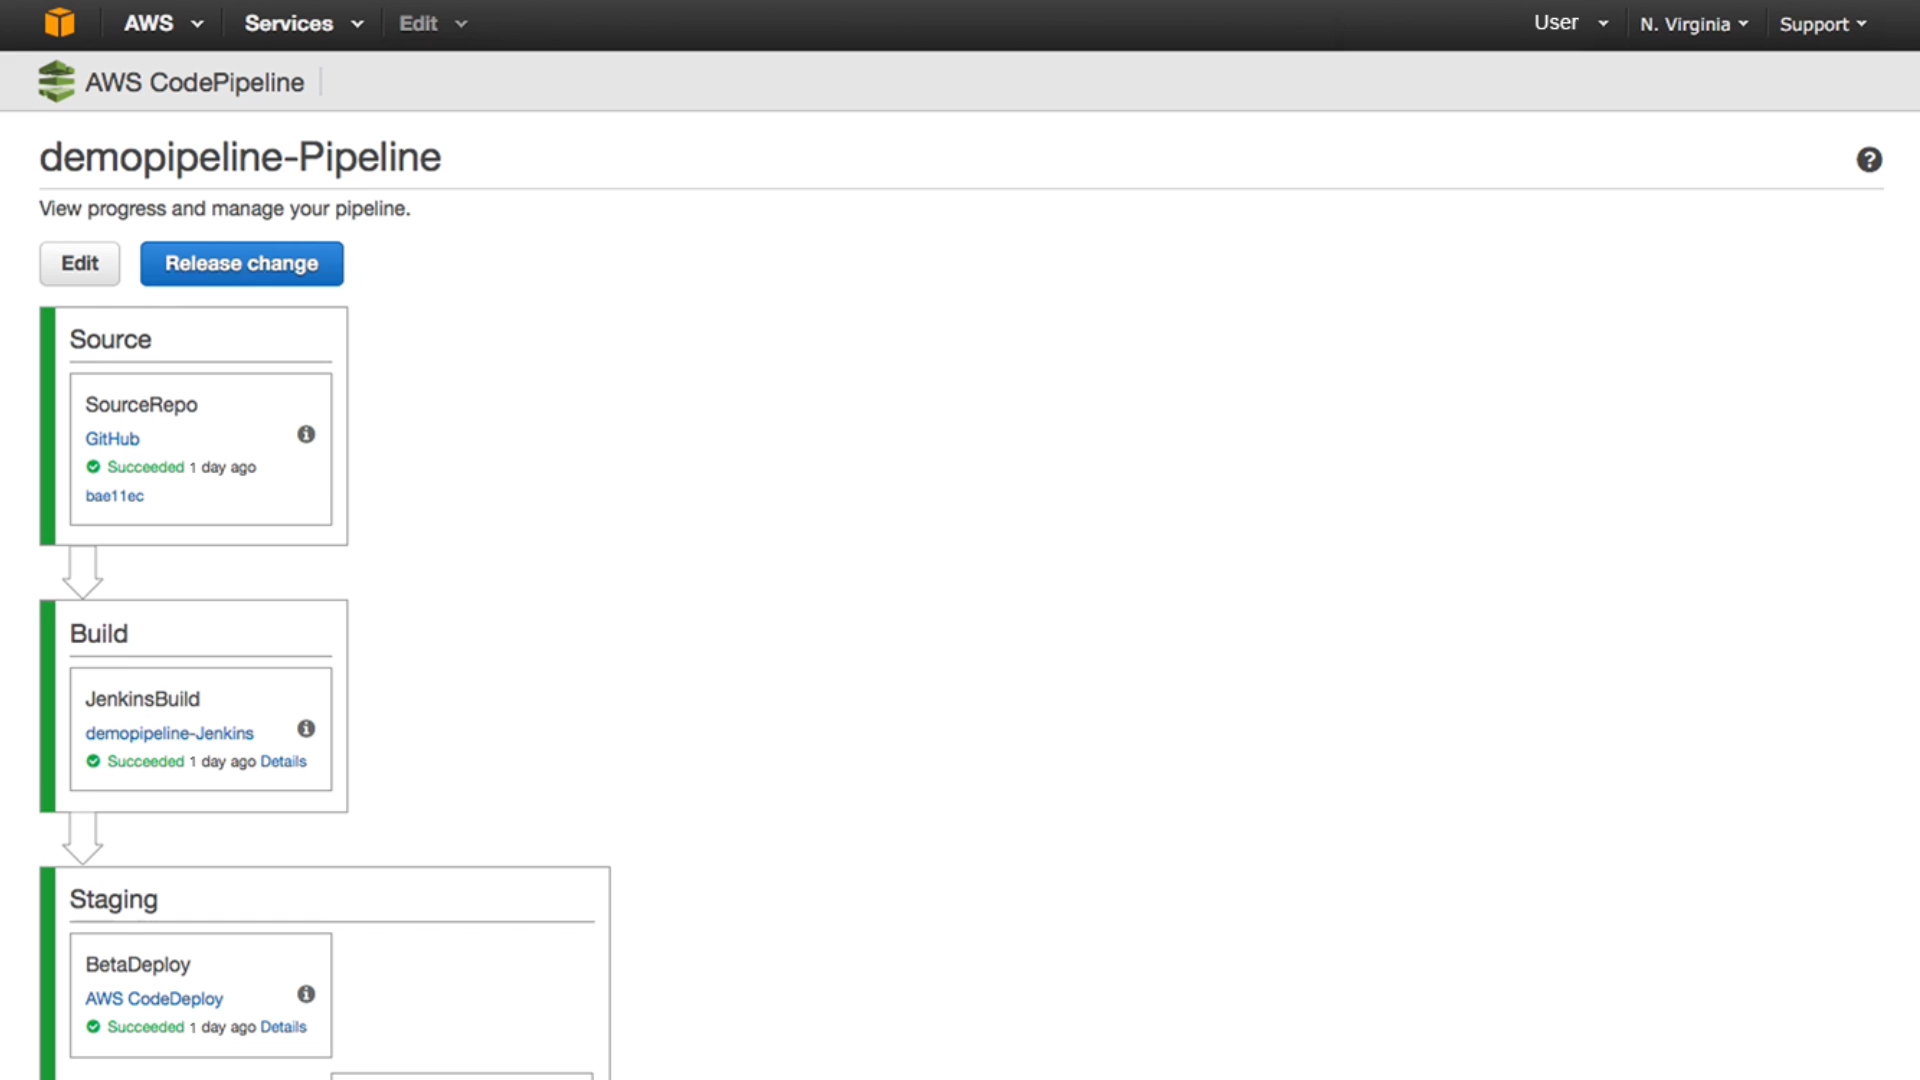 AWS Services Edit User N. Virginia Support
AWS CodePipeline
demopipeline-Pipeline
View progress and manage your pipeline.
Edit Release change
Source
SourceRepo
GitHub
Succeeded 1 day ago
bae11ec
Build
JenkinsBuild
demopipeline-Jenkins
Succeeded 1 day ago Details
Staging
BetaDeploy
AWS CodeDeploy
Succeeded 1 day ago Details